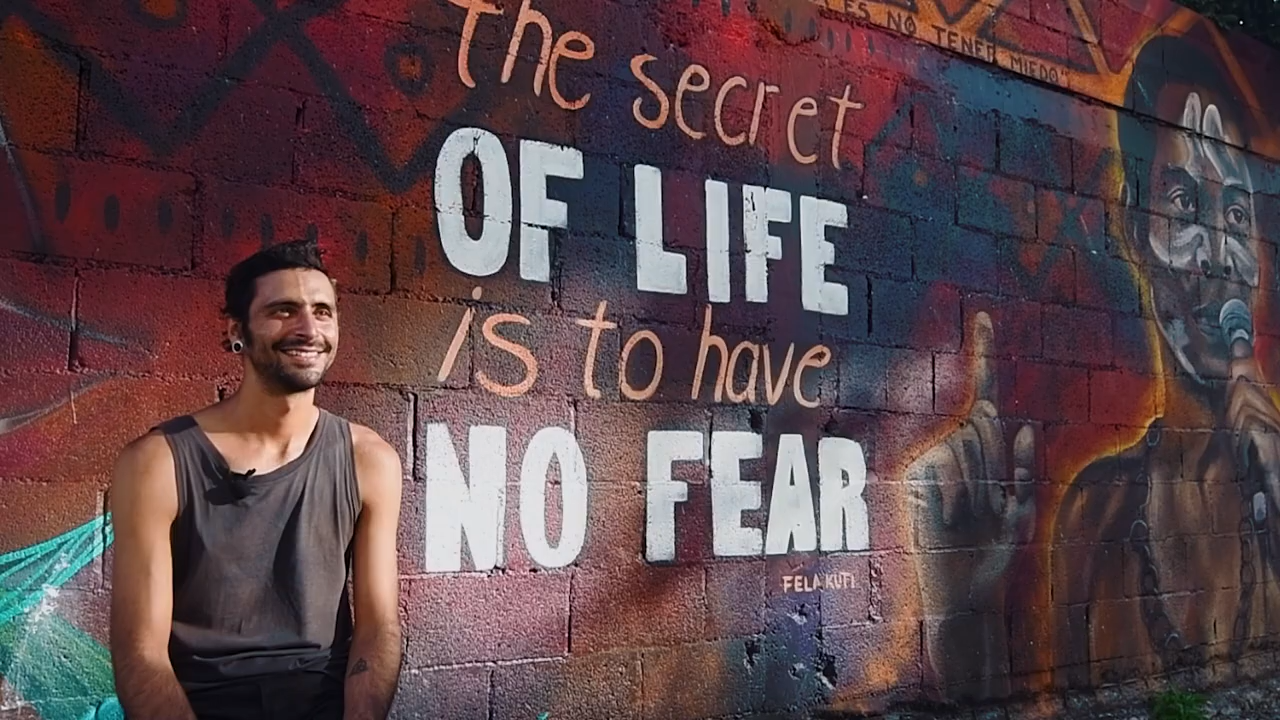 ES NO TENER MIEDO"
the secret
OF LIFE
is to have
NO FEAR
FELA KUTI